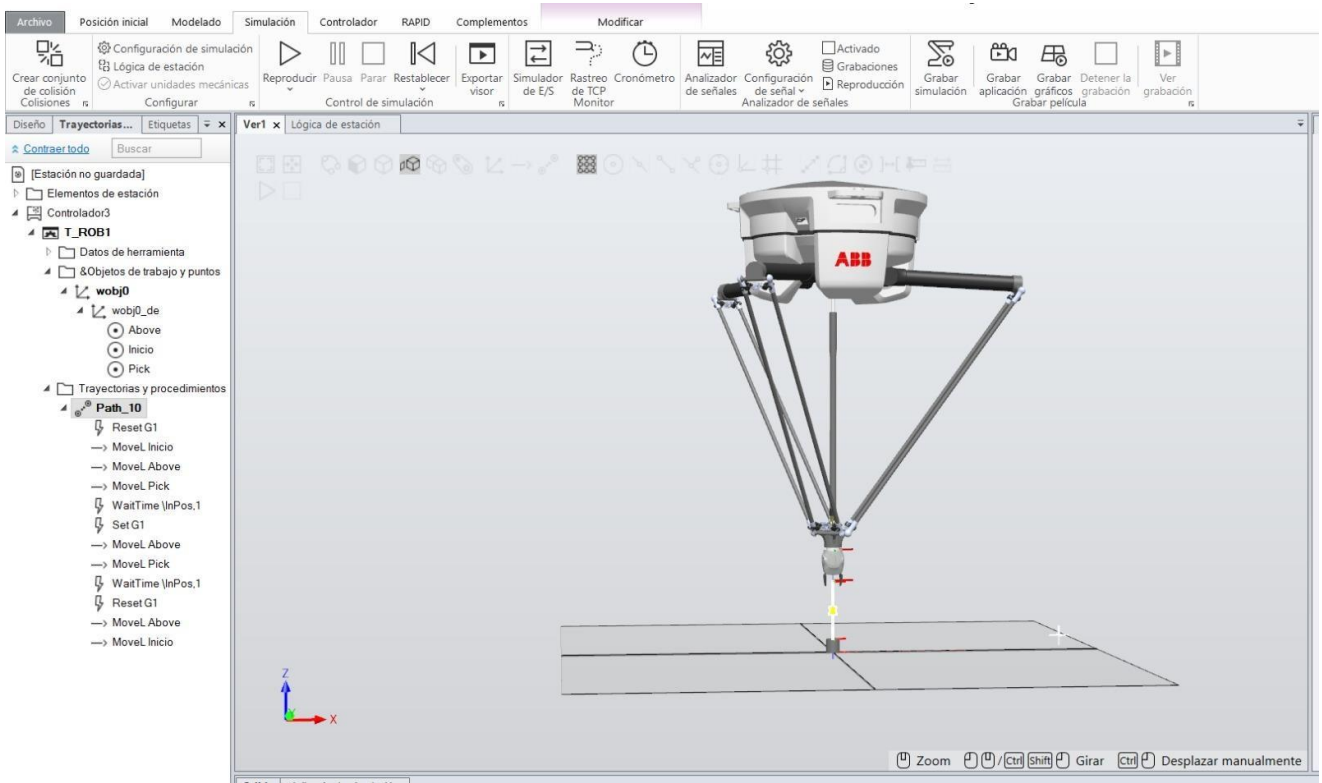 Archivo Posición inicial Modelado Simulación Controlador RAPID Complementos Modificar
Crear conjunto de colisión
Colisiones
Configuración de simulación
Lógica de estación
Activar unidades mecánicas
Configurar
Reproducir Pausa Parar Restablecer
Control de simulación
Exportar visor
Simulador de E/S
Rastreo de TCP
Cronómetro
Monitor
Analizador de señales
Configuración de señal
Activado
Grabaciones
Reproducción
Analizador de señales
Grabar simulación
Grabar aplicación
Grabar gráficos
Detener la grabación
Ver grabación
Grabar película
Diseño Trayectorias... Etiquetas
Ver1 x Lógica de estación
Contraer todo Buscar
[Estación no guardada]
Elementos de estación
Controlador3
T_ROB1
Datos de herramienta
&Objetos de trabajo y puntos
wobj0
wobj0_de
Above
Inicio
Pick
Trayectorias y procedimientos
Path_10
Reset G1
MoveL Inicio
MoveL Above
MoveL Pick
WaitTime \InPos,1
Set G1
MoveL Above
MoveL Pick
WaitTime \InPos,1
Reset G1
MoveL Above
MoveL Inicio
ABB
Z
X
Zoom / Ctrl Shift Girar Ctrl Desplazar manualmente